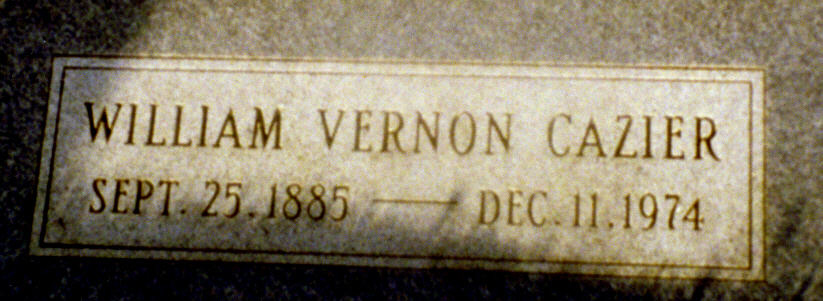 WILLIAM VERNON CAZIER
SEPT. 25. 1885 — DEC. 11. 1974